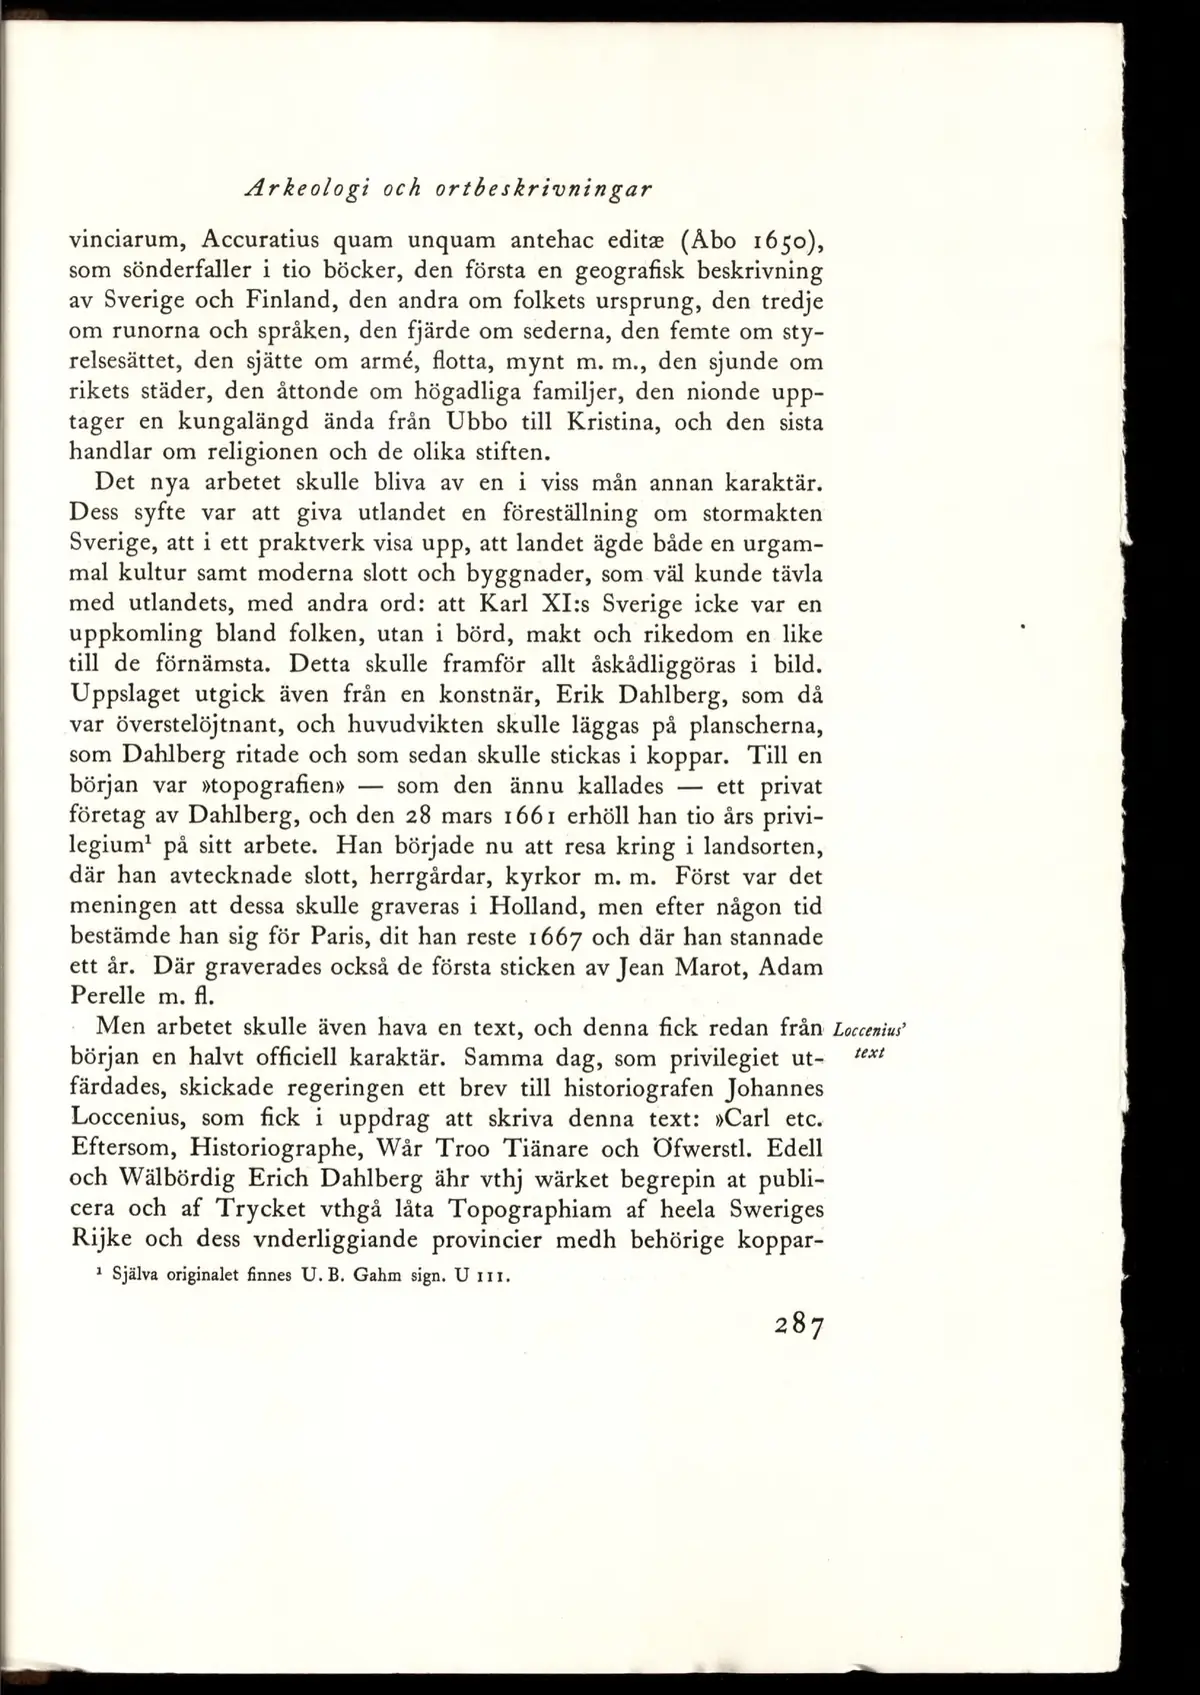 Arkeologi och ortbeskrivningar
vinciarum, Accuratius quam unquam antehac editæ (Åbo 1650),
som sönderfaller i tio böcker, den första en geografisk beskrivning
av Sverige och Finland, den andra om folkets ursprung, den tredje
om runorna och språken, den fjärde om sederna, den femte om sty-
relsesättet, den sjätte om armé, flotta, mynt m. m., den sjunde om
rikets städer, den åttonde om högadliga familjer, den nionde upp-
tager en kungalängd ända från Ubbo till Kristina, och den sista
handlar om religionen och de olika stiften.
Det nya arbetet skulle bliva av en i viss mån annan karaktär.
Dess syfte var att giva utlandet en föreställning om stormakten
Sverige, att i ett praktverk visa upp, att landet ägde både en urgam-
mal kultur samt moderna slott och byggnader, som väl kunde tävla
med utlandets, med andra ord: att Karl XI:s Sverige icke var en
uppkomling bland folken, utan i börd, makt och rikedom en like
till de förnämsta. Detta skulle framför allt åskådliggöras i bild.
Uppslaget utgick även från en konstnär, Erik Dahlberg, som då
var överstelöjtnant, och huvudvikten skulle läggas på planscherna,
som Dahlberg ritade och som sedan skulle stickas i koppar. Till en
början var »topografien» — som den ännu kallades — ett privat
företag av Dahlberg, och den 28 mars 1661 erhöll han tio års privi-
legium¹ på sitt arbete. Han började nu att resa kring i landsorten,
där han avtecknade slott, herrgårdar, kyrkor m. m. Först var det
meningen att dessa skulle graveras i Holland, men efter någon tid
bestämde han sig för Paris, dit han reste 1667 och där han stannade
ett år. Där graverades också de första sticken av Jean Marot, Adam
Perelle m. fl.
Men arbetet skulle även hava en text, och denna fick redan från Loccenius'
början en halvt officiell karaktär. Samma dag, som privilegiet ut- text
färdades, skickade regeringen ett brev till historiografen Johannes
Loccenius, som fick i uppdrag att skriva denna text: »Carl etc.
Eftersom, Historiographe, Wår Troo Tiänare och Öfwerstl. Edell
och Wälbördig Erich Dahlberg ähr vthj wärket begrepin at publi-
cera och af Trycket vthgå låta Topographiam af heela Sweriges
Rijke och dess vnderliggiande provincier medh behörige koppar-
¹ Själva originalet finnes U. B. Gahm sign. U 111.
287